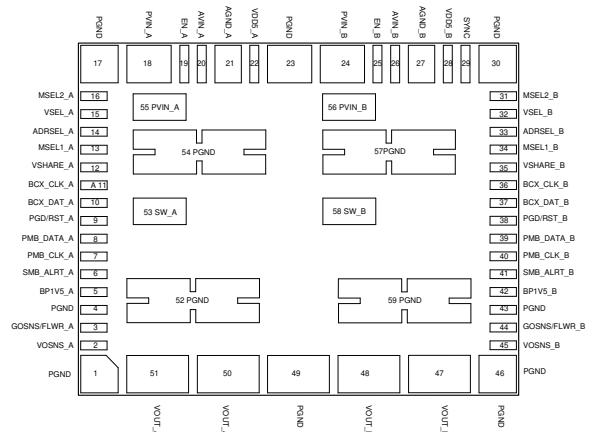 PGND
PVIN_A
EN_A
AVIN_A
AGND_A
VDD5_A
PGND
PVIN_B
EN_B
AVIN_B
AGND_B
VDD5_B
SYNC
PGND
17
18
19
20
21
22
23
24
25
26
27
28
29
30
MSEL2_A 16
VSEL_A 15
ADRSEL_A 14
MSEL1_A 13
VSHARE_A 12
BCX_CLK_A A 11
BCX_DAT_A 10
PGD/RST_A 9
PMB_DATA_A 8
PMB_CLK_A 7
SMB_ALRT_A 6
BP1V5_A 5
PGND 4
GOSNS/FLWR_A 3
VOSNS_A 2
55 PVIN_A
56 PVIN_B
54 PGND
57PGND
53 SW_A
58 SW_B
52 PGND
59 PGND
31 MSEL2_B
32 VSEL_B
33 ADRSEL_B
34 MSEL1_B
35 VSHARE_B
36 BCX_CLK_B
37 BCX_DAT_B
38 PGD/RST_B
39 PMB_DATA_B
40 PMB_CLK_B
41 SMB_ALRT_B
42 BP1V5_B
43 PGND
44 GOSNS/FLWR_B
45 VOSNS_B
PGND 1
51
50
49
48
47
46 PGND
PGND
PGND